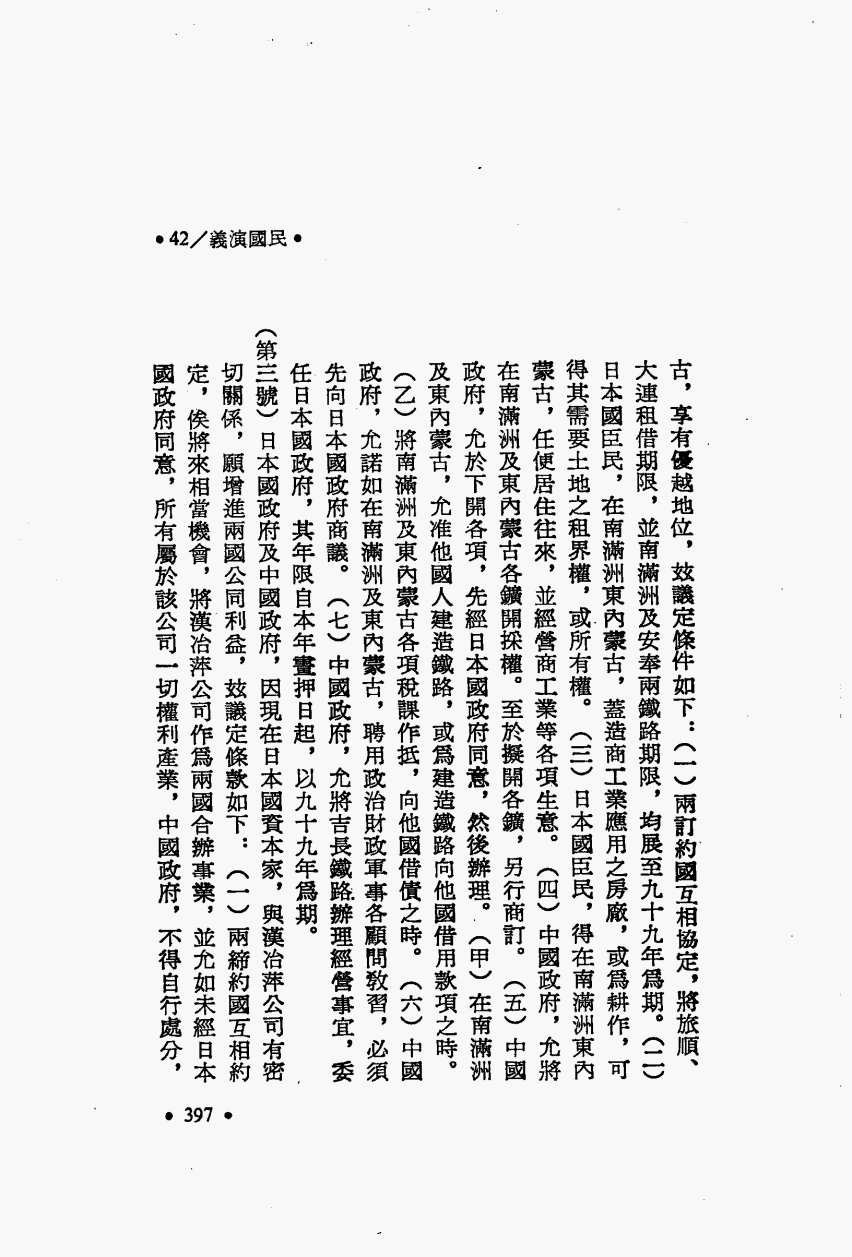 •42／義演國民•
古，享有優越地位，玆議定條件如下：（一）兩訂約國互相協定，將旅順、
大連租借期限，並南滿洲及安奉兩鐵路期限，均展至九十九年爲期。（二）
日本國臣民，在南滿洲東內蒙古，蓋造商工業應用之房廠，或爲耕作，可
得其需要土地之租界權，或所有權。（三）日本國臣民，得在南滿洲東內
蒙古，任便居住往來，並經營商工業等各項生意。（四）中國政府，允將
在南滿洲及東內蒙古各鑛開採權。至於擬開各鑛，另行商訂。（五）中國
政府，允於下開各項，先經日本國政府同意，然後辦理。（甲）在南滿洲
及東內蒙古，允准他國人建造鐵路，或爲建造鐵路向他國借用款項之時。
（乙）將南滿洲及東內蒙古各項稅課作抵，向他國借債之時。（六）中國
政府，允諾如在南滿洲及東內蒙古，聘用政治財政軍事各顧問敎習，必須
先向日本國政府商議。（七）中國政府，允將吉長鐵路辦理經營事宜，委
任日本國政府，其年限自本年畫押日起，以九十九年爲期。
（第三號）日本國政府及中國政府，因現在日本國資本家，與漢冶萍公司有密
切關係，願增進兩國公同利益，玆議定條款如下：（一）兩締約國互相約
定，俟將來相當機會，將漢冶萍公司作爲兩國合辦事業，並允如未經日本
國政府同意，所有屬於該公司一切權利產業，中國政府，不得自行處分，
•397•